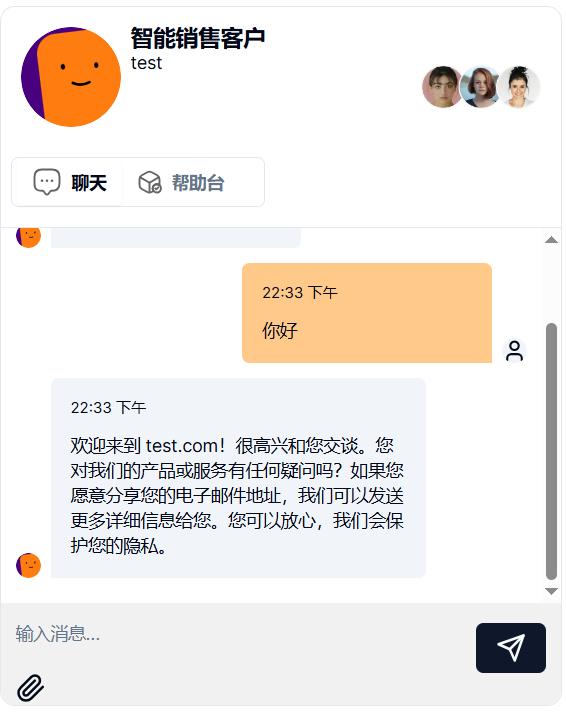 智能销售客户
test
聊天
帮助台
22:33 下午
你好
22:33 下午
欢迎来到 test.com！很高兴和您交谈。您
对我们的产品或服务有任何疑问吗？如果您
愿意分享您的电子邮件地址，我们可以发送
更多详细信息给您。您可以放心，我们会保
护您的隐私。
输入消息...